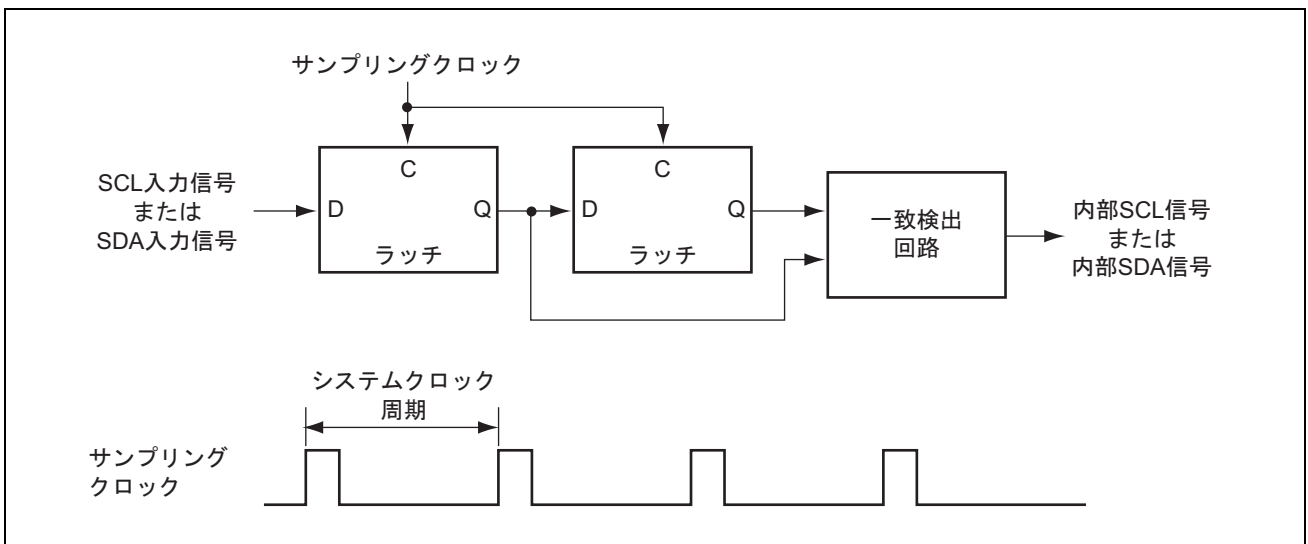 サンプリングクロック
SCL入力信号
または
SDA入力信号
C
D
Q
ラッチ
C
D
Q
ラッチ
一致検出
回路
内部SCL信号
または
内部SDA信号
システムクロック
周期
サンプリング
クロック